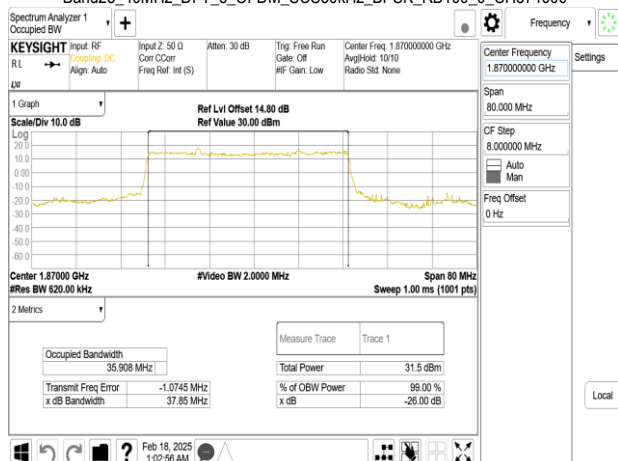 Spectrum Analyzer 1
Occupied BW
+
Frequency
KEYSIGHT
RL
Input: RF
Coupling: DC
Align: Auto
Input Z: 50 Ω
Corr CCorr
Freq Ref: Int (S)
Atten: 30 dB
Trig: Free Run
Gate: Off
#IF Gain: Low
Center Freq: 1.870000000 GHz
Avg|Hold: 10/10
Radio Std: None
LXI
1 Graph
Scale/Div 10.0 dB
Ref Lvl Offset 14.80 dB
Ref Value 30.00 dBm
Log
20.0
10.0
0.00
-10.0
-20.0
-30.0
-40.0
-50.0
-60.0
Center 1.87000 GHz
#Res BW 620.00 kHz
#Video BW 2.0000 MHz
Span 80 MHz
Sweep 1.00 ms (1001 pts)
2 Metrics
Measure Trace Trace 1
Occupied Bandwidth
35.908 MHz
Total Power 31.5 dBm
Transmit Freq Error -1.0745 MHz
% of OBW Power 99.00 %
x dB Bandwidth 37.85 MHz
x dB -26.00 dB
Center Frequency
1.870000000 GHz
Settings
Span
80.000 MHz
CF Step
8.000000 MHz
Auto
Man
Freq Offset
0 Hz
Local
?
Feb 18, 2025
1:02:56 AM